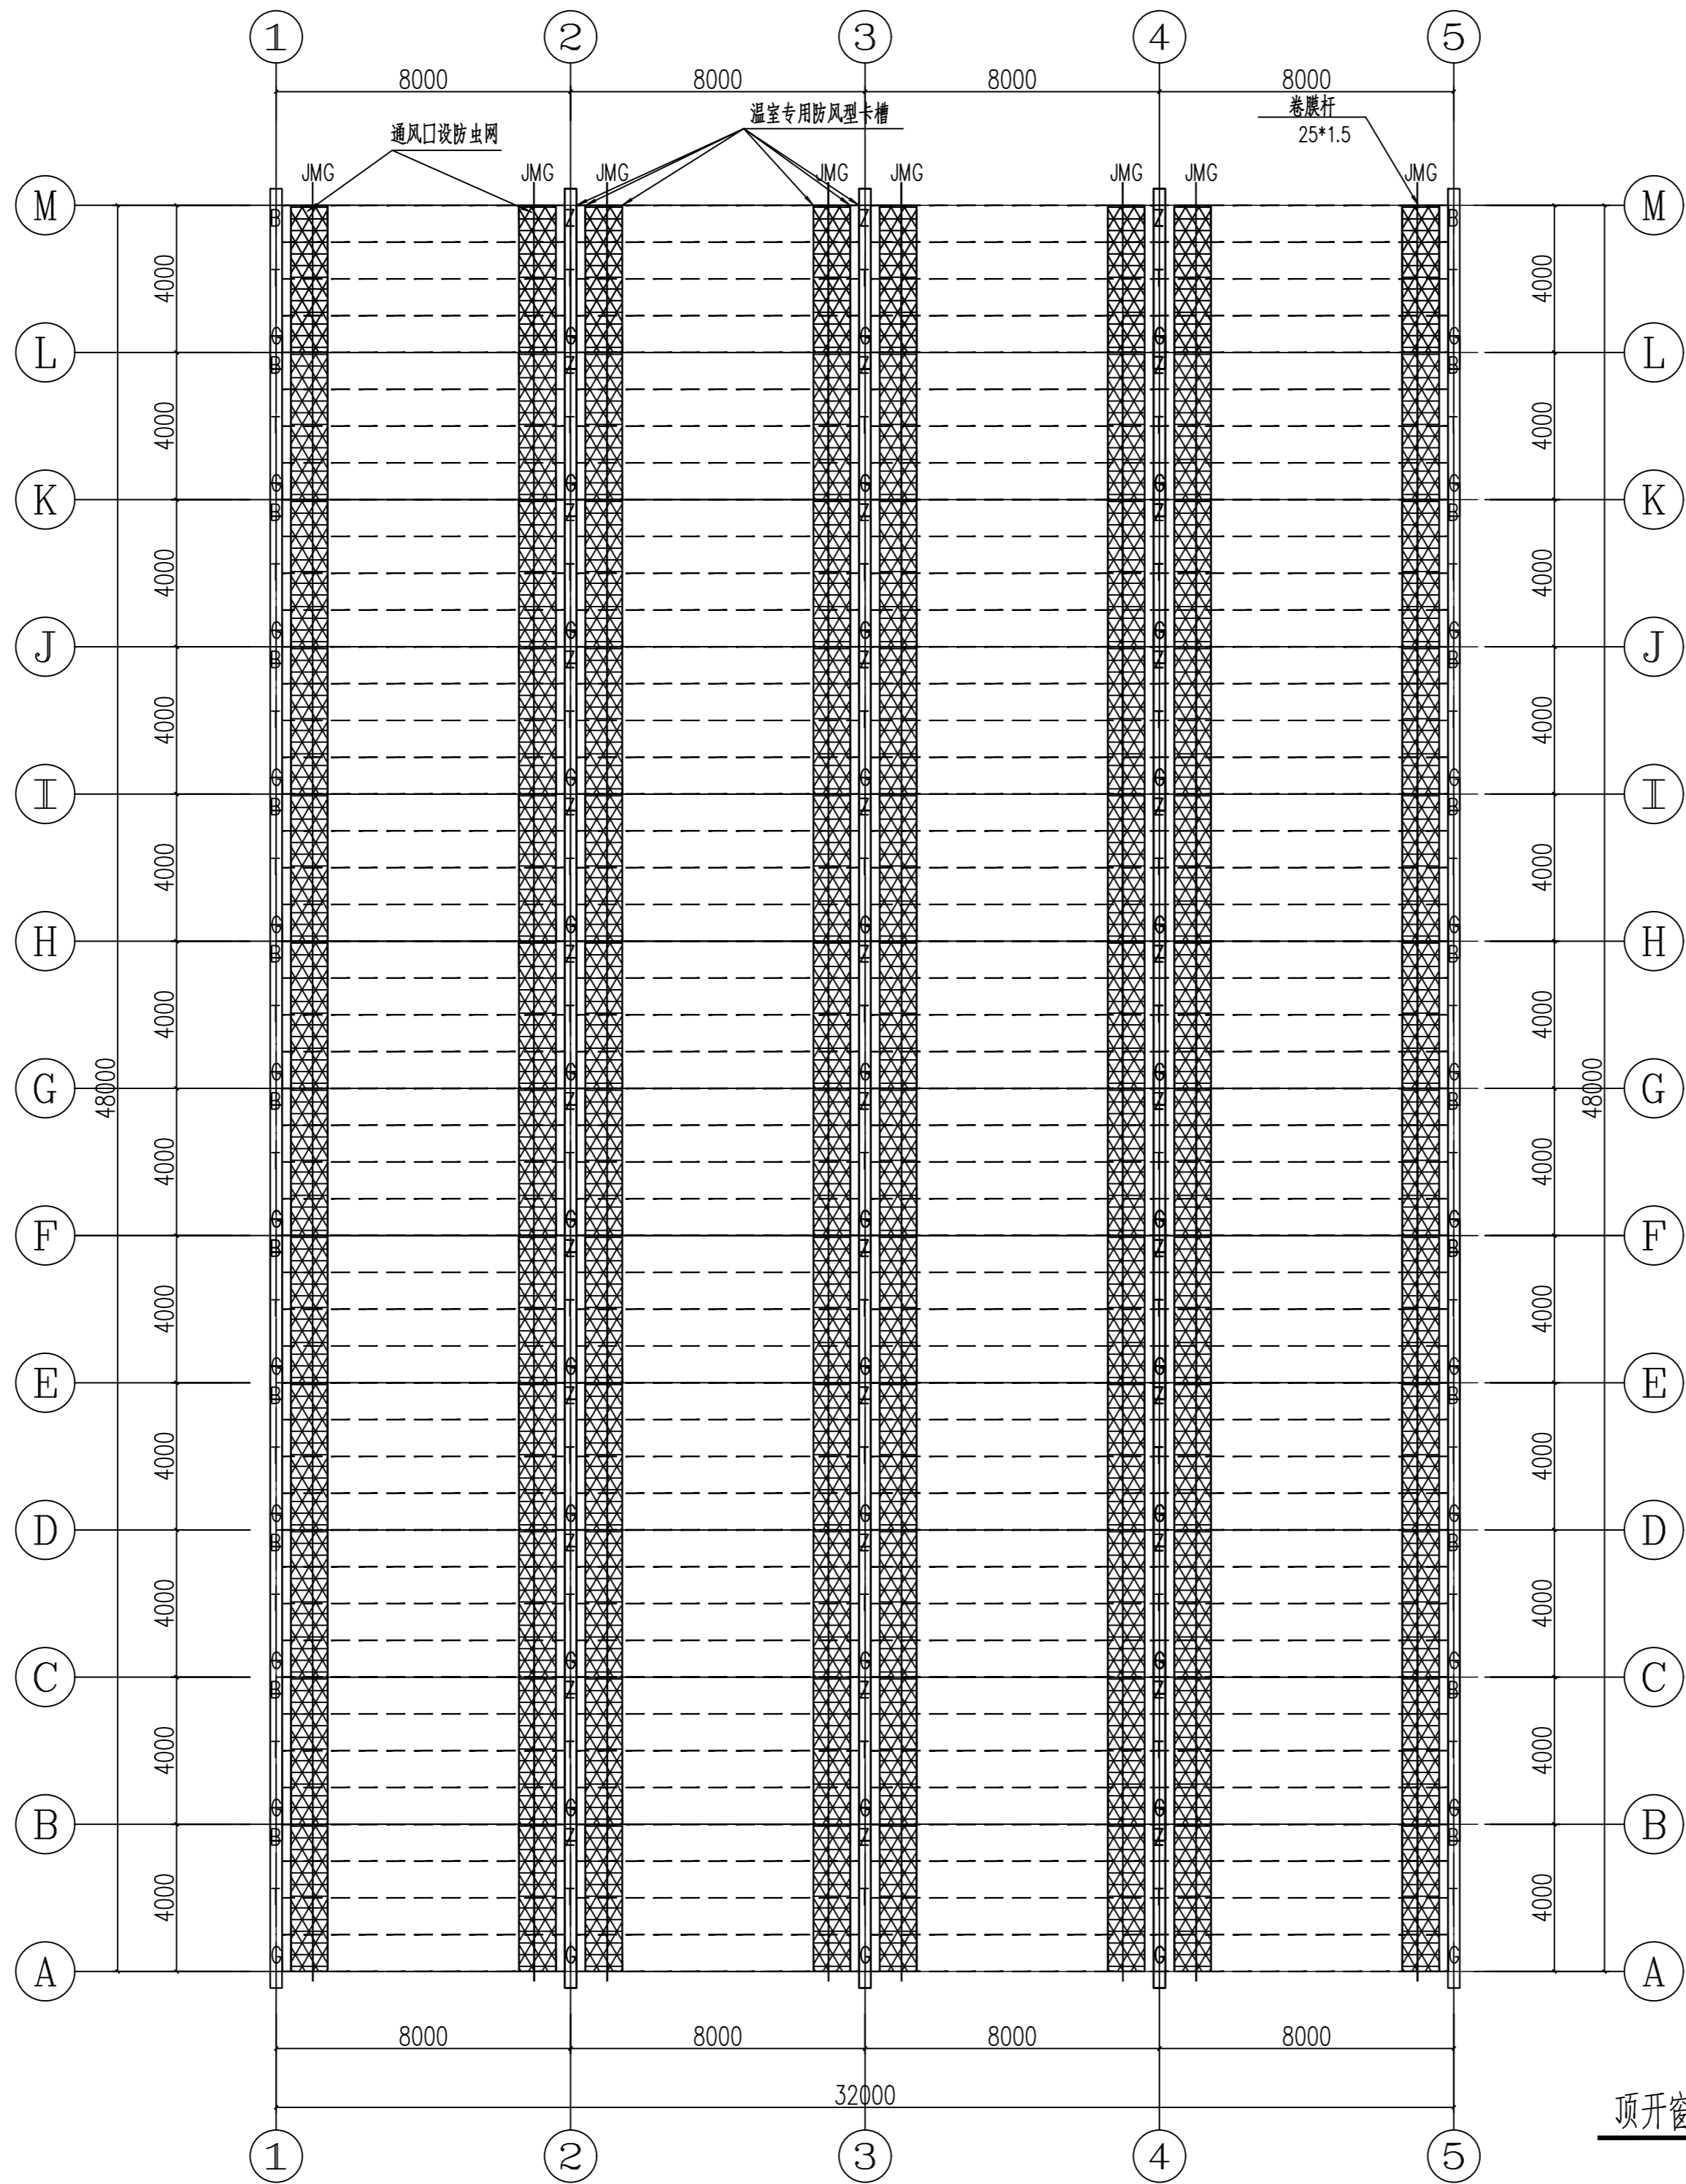 1 2 3 4 5
8000 8000 8000 8000
通风口设防虫网
温室专用防风型卡槽
卷膜杆
25*1.5
JMG JMG JMG JMG JMG JMG JMG JMG
M B Z Z Z B M
4000 T T T T T 4000
G G G G G
L B Z Z Z B L
4000 T T T T T 4000
G G G G G
K B Z Z Z B K
4000 T T T T T 4000
G G G G G
J B Z Z Z B J
4000 T T T T T 4000
G G G G G
I B Z Z Z B I
4000 T T T T T 4000
G G G G G
H B Z Z Z B H
4000 T T T T T 4000
G G G G G
G 48000 B Z Z Z B 48000 G
4000 T T T T T 4000
G G G G G
F B Z Z Z B F
4000 T T T T T 4000
G G G G G
E B Z Z Z B E
4000 T T T T T 4000
G G G G G
D B Z Z Z B D
4000 T T T T T 4000
G G G G G
C B Z Z Z B C
4000 T T T T T 4000
G G G G G
B B Z Z Z B B
4000 T T T T T 4000
G G G G G
A A
8000 8000 8000 8000
32000
顶开窗
1 2 3 4 5